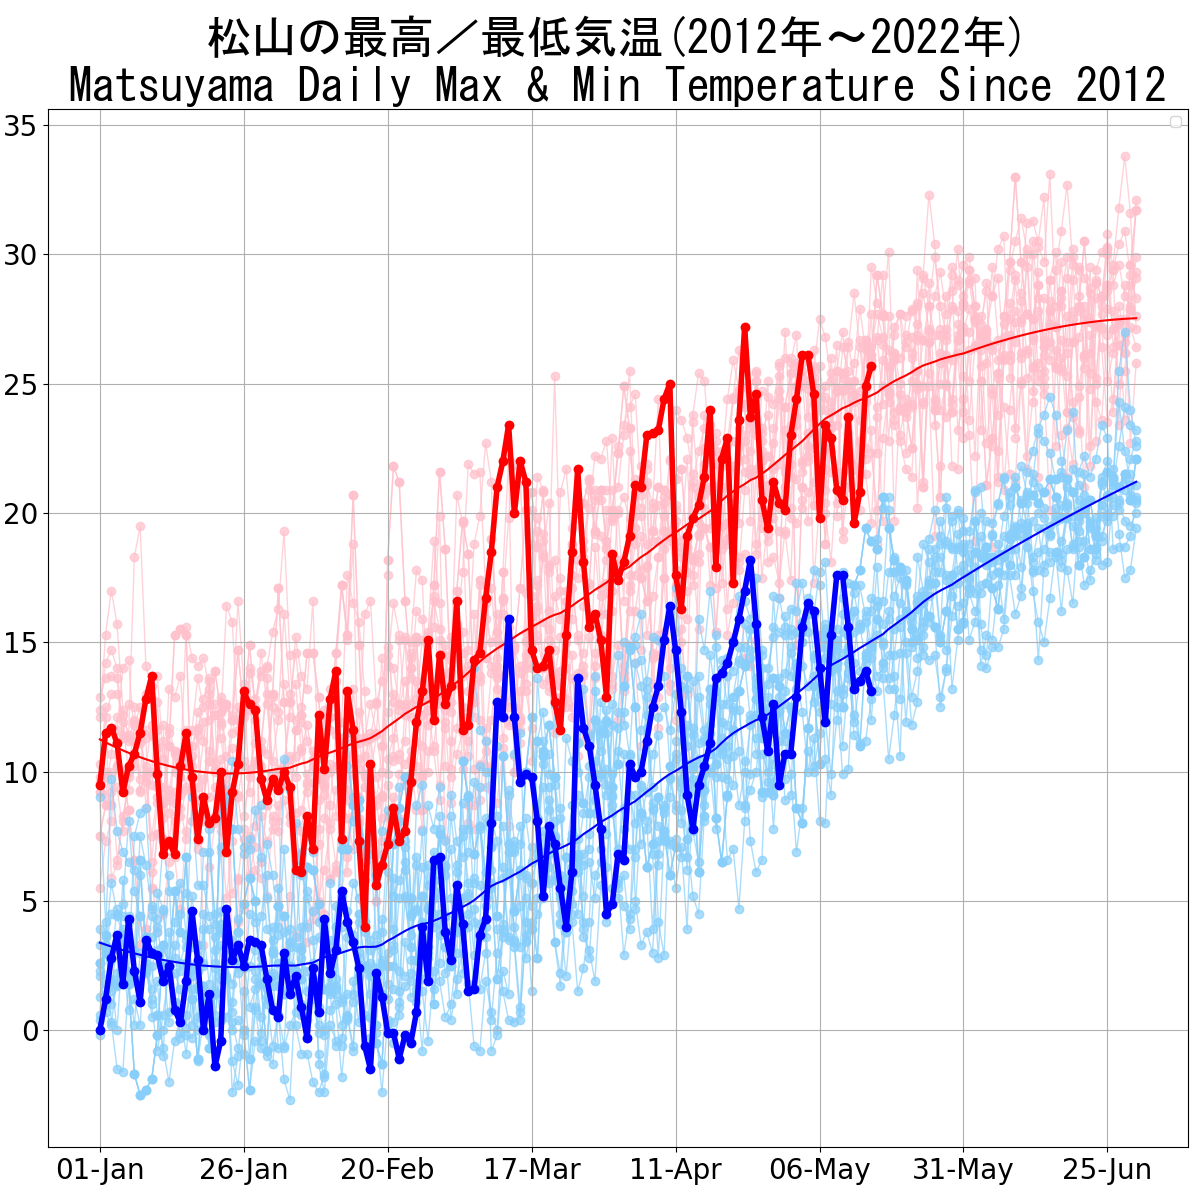 松山の最高／最低気温(2012年～2022年)
Matsuyama Daily Max & Min Temperature Since 2012
35
30
25
20
15
10
5
0
01-Jan 26-Jan 20-Feb 17-Mar 11-Apr 06-May 31-May 25-Jun